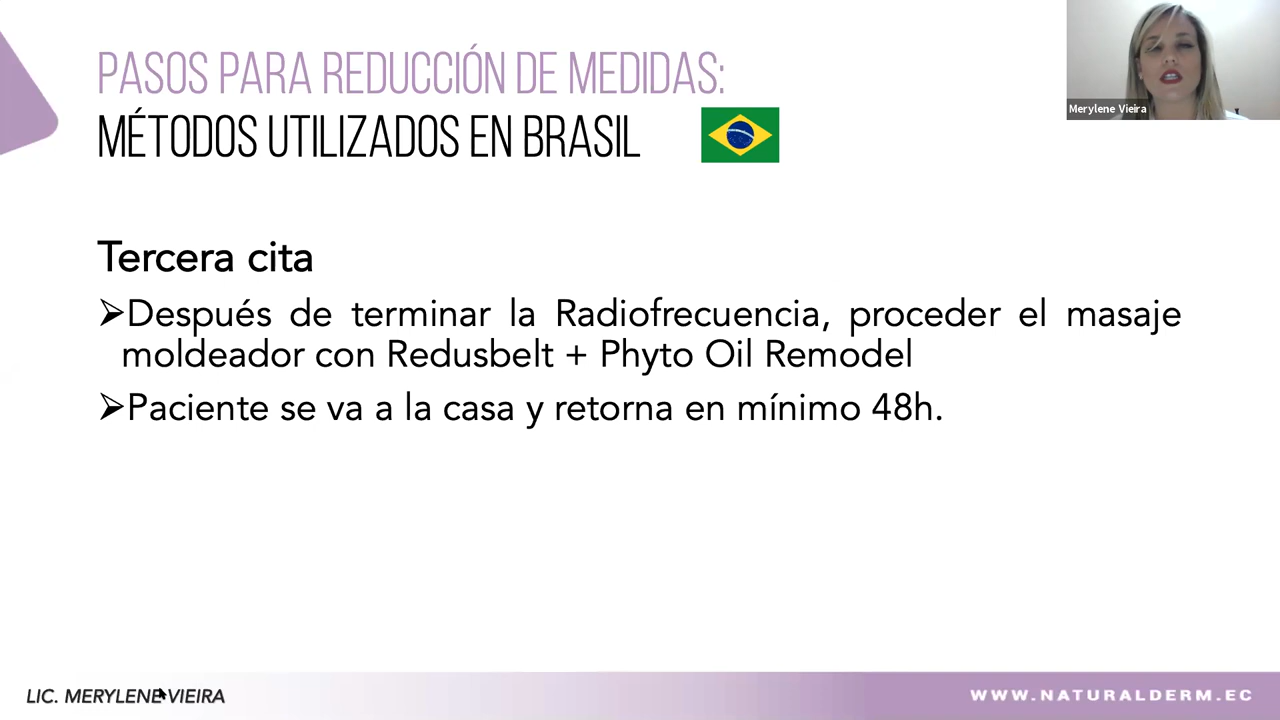 PASOS PARA REDUCCIÓN DE MEDIDAS:
MÉTODOS UTILIZADOS EN BRASIL
Merylene Vieira
Tercera cita
➢Después de terminar la Radiofrecuencia, proceder el masaje
moldeador con Redusbelt + Phyto Oil Remodel
➢Paciente se va a la casa y retorna en mínimo 48h.
LIC. MERYLENE VIEIRA
WWW.NATURALDERM.EC